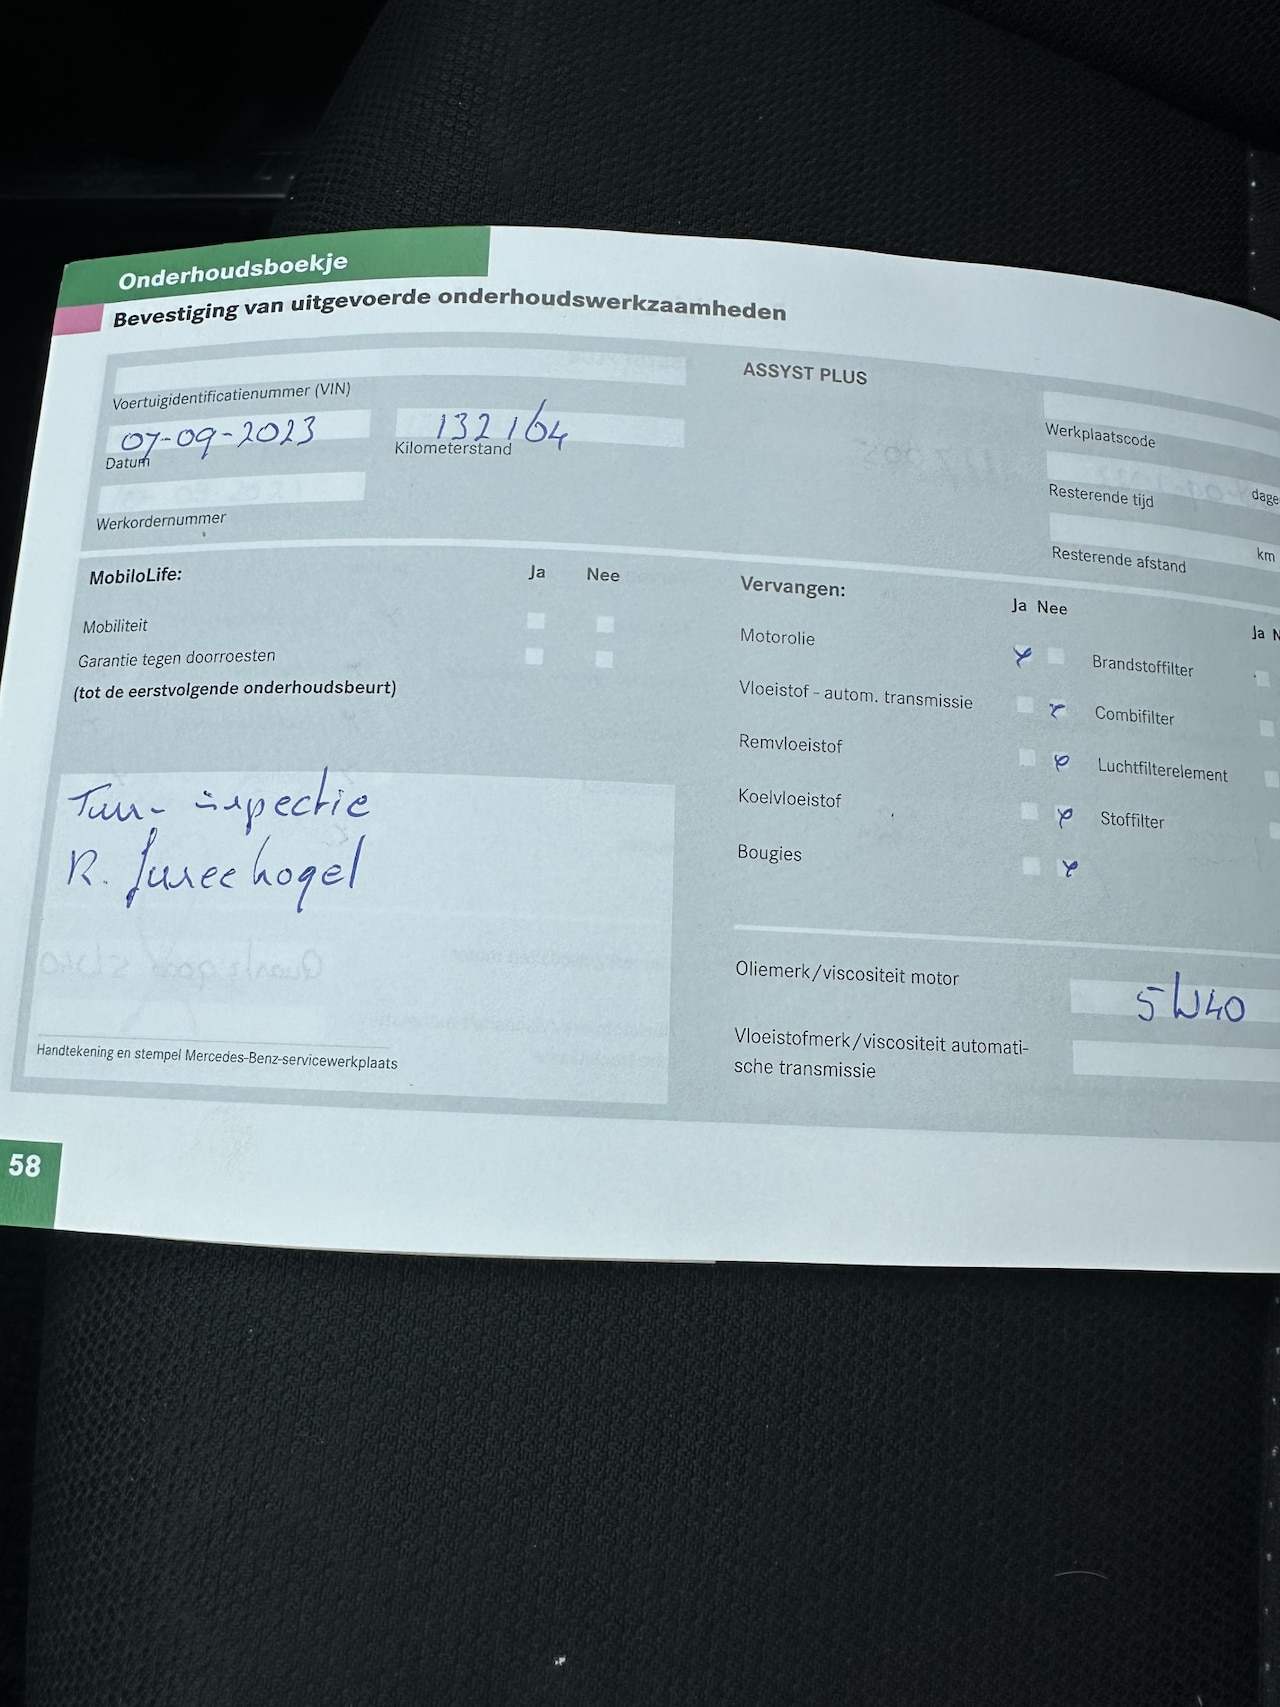 Onderhoudsboekje
Bevestiging van uitgevoerde onderhoudswerkzaamheden
Voertuigidentificatienummer (VIN)
07-09-2023
Datum
132164
Kilometerstand
Werkordernummer
ASSYST PLUS
Werkplaatscode
Resterende tijd
dage
Resterende afstand
km
MobiloLife:
Ja Nee
Mobiliteit
Garantie tegen doorroesten
(tot de eerstvolgende onderhoudsbeurt)
inspectie
R.
Handtekening en stempel Mercedes-Benz-servicewerkplaats
Vervangen:
Ja Nee
Ja N
Motorolie
Brandstoffilter
Vloeistof - autom. transmissie
Combifilter
Remvloeistof
Luchtfilterelement
Koelvloeistof
Stoffilter
Bougies
Oliemerk/viscositeit motor
5W40
Vloeistofmerk/viscositeit automati-
sche transmissie
58